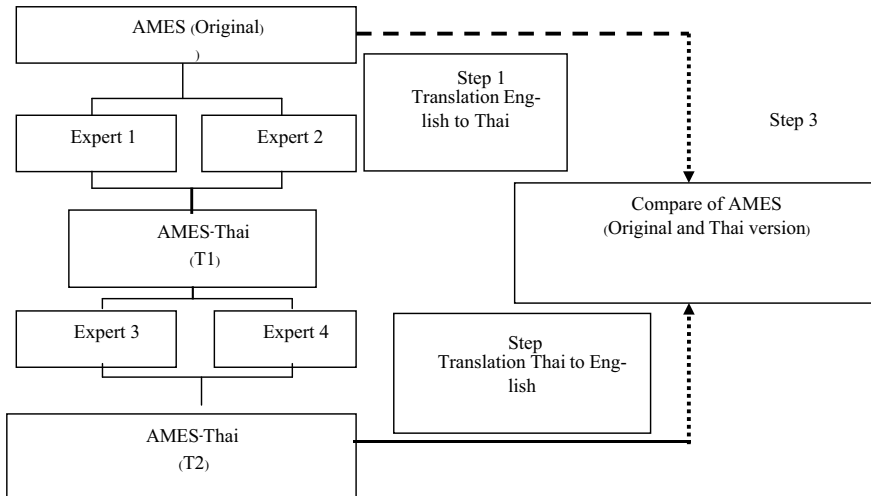 AMES (Original)
)
Step 1
Translation Eng-
lish to Thai
Expert 1
Expert 2
Step 3
Compare of AMES
(Original and Thai version)
AMES-Thai
(T1)
Expert 3
Expert 4
Step
Translation Thai to Eng-
lish
AMES-Thai
(T2)